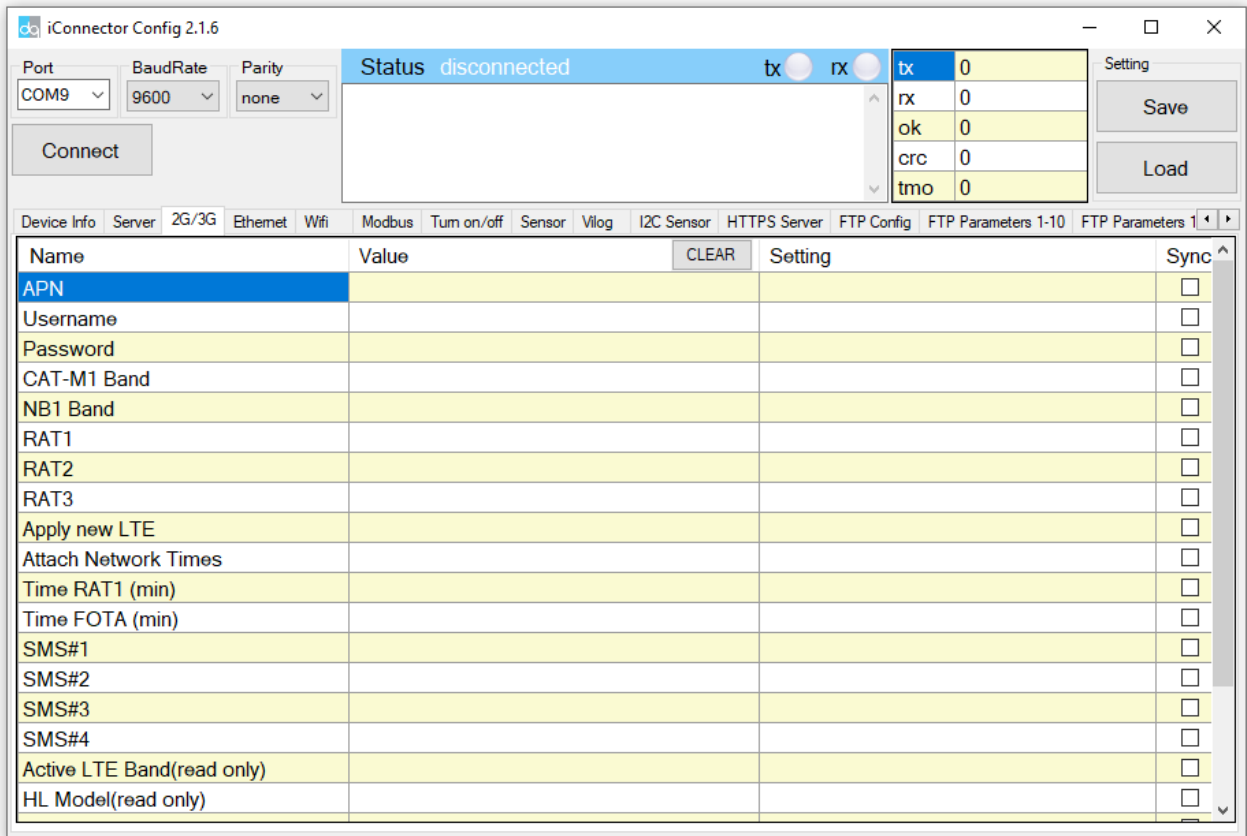 dq iConnector Config 2.1.6
Port BaudRate Parity
COM9 9600 none
Connect
Status disconnected tx rx
tx 0
rx 0
ok 0
crc 0
tmo 0
Setting
Save
Load
Device Info Server 2G/3G Ethernet Wifi Modbus Turn on/off Sensor Vilog I2C Sensor HTTPS Server FTP Config FTP Parameters 1-10 FTP Parameters 1
Name Value CLEAR Setting Sync
APN
Username
Password
CAT-M1 Band
NB1 Band
RAT1
RAT2
RAT3
Apply new LTE
Attach Network Times
Time RAT1 (min)
Time FOTA (min)
SMS#1
SMS#2
SMS#3
SMS#4
Active LTE Band(read only)
HL Model(read only)